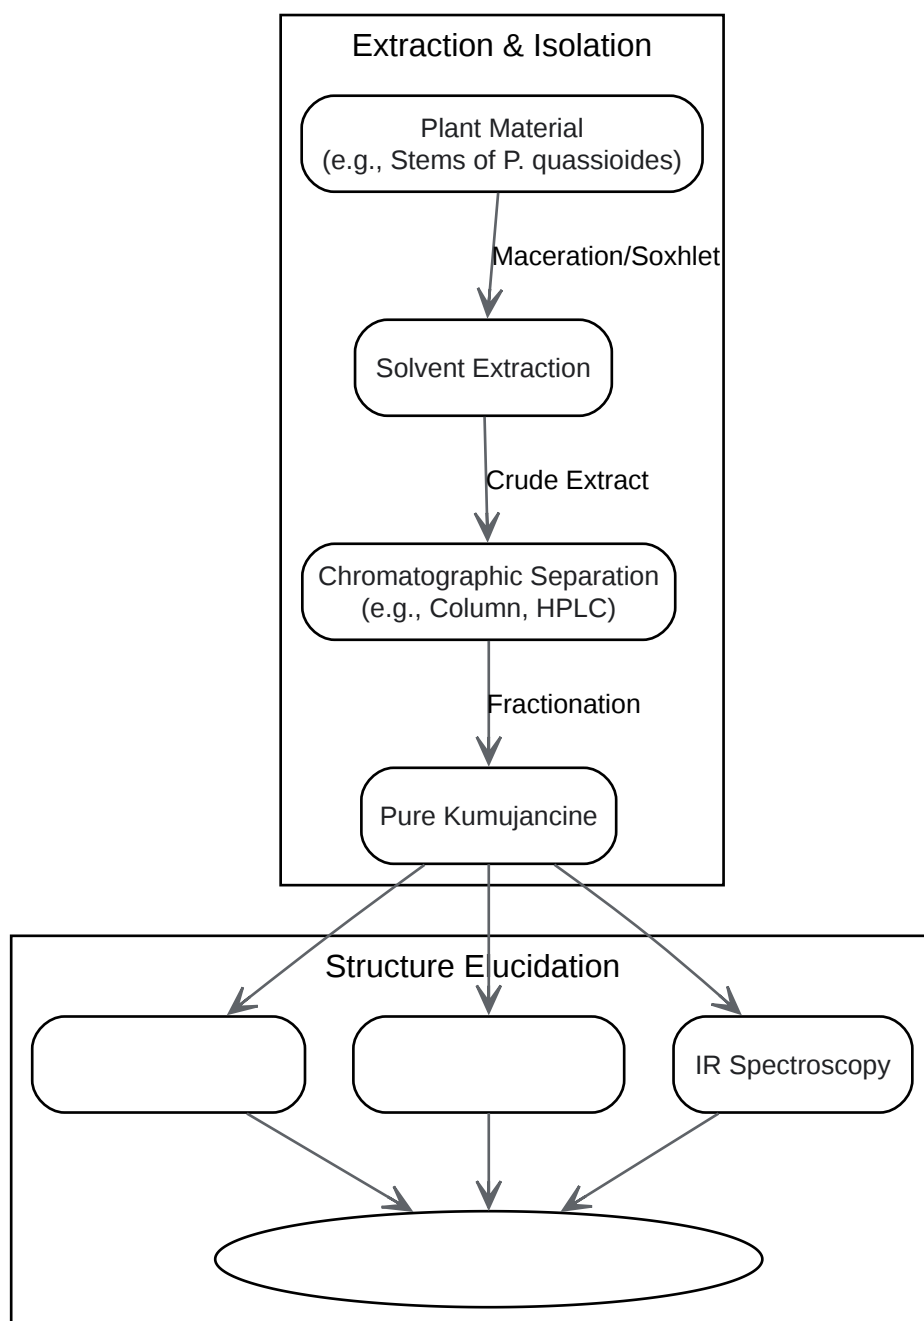 Extraction & Isolation
Plant Material
(e.g., Stems of P. quassioides)
Maceration/Soxhlet
Solvent Extraction
Crude Extract
Chromatographic Separation
(e.g., Column, HPLC)
Fractionation
Pure Kumujancine
Structure Elucidation
IR Spectroscopy